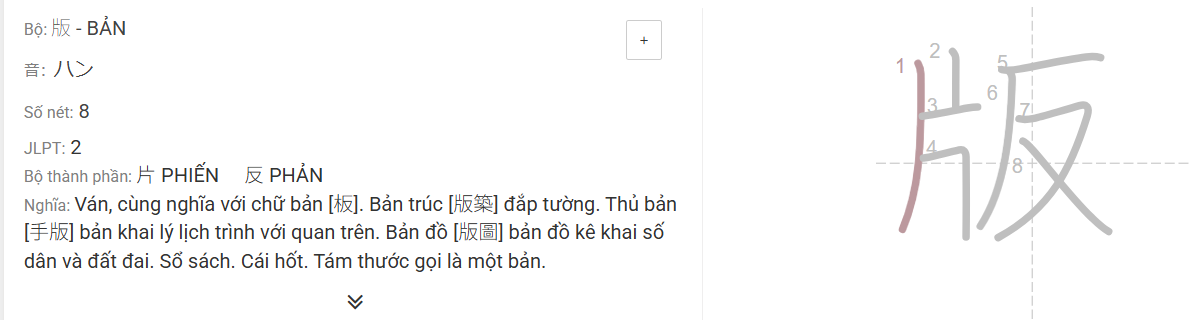 Bộ: 版 - BẢN
+
音: ハン
Số nét: 8
JLPT: 2
Bộ thành phần: 片 PHIẾN 反 PHẢN
Nghĩa: Ván, cùng nghĩa với chữ bản [板]. Bản trúc [版築] đắp tường. Thủ bản
[手版] bản khai lý lịch trình với quan trên. Bản đồ [版圖] bản đồ kê khai số
dân và đất đai. Sổ sách. Cái hốt. Tám thước gọi là một bản.
版
1
2
3
4
5
6
7
8